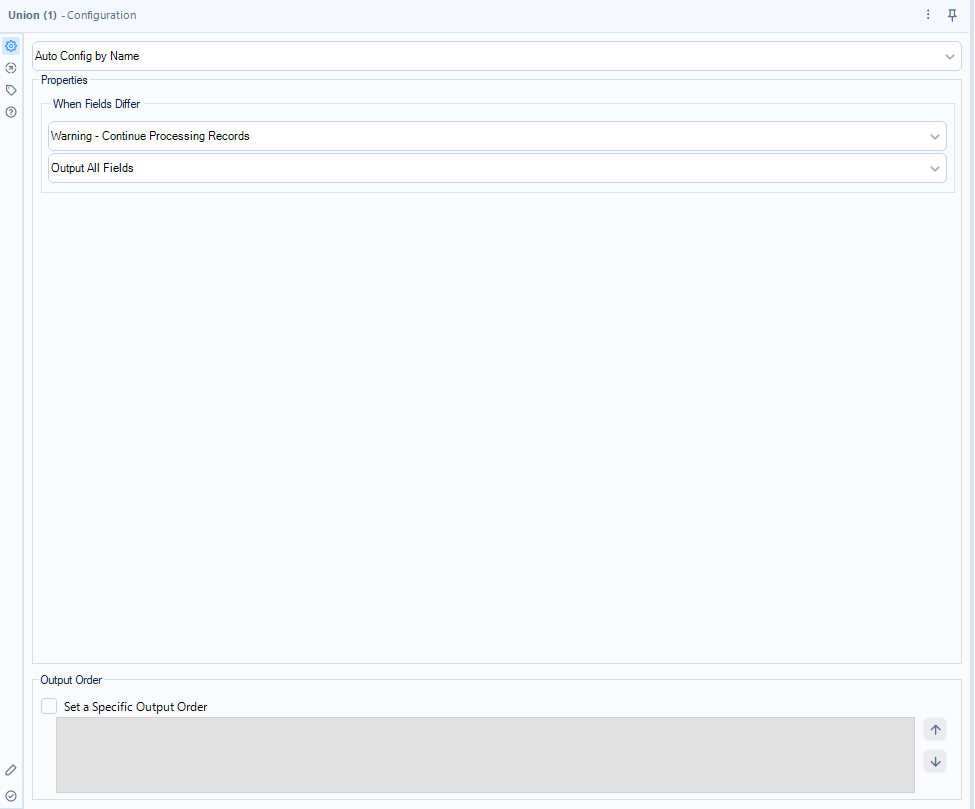 Union (1) - Configuration
Auto Config by Name
Properties
When Fields Differ
Warning - Continue Processing Records
Output All Fields
Output Order
Set a Specific Output Order